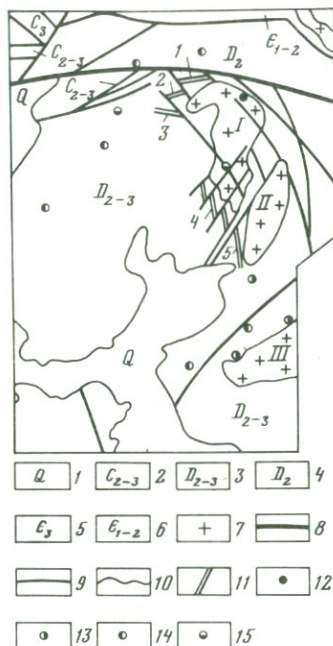 Є3
C2-3
Q
C2-3
D2
Є1-2
1
2
3
I
D2-3
4
II
5
Q
III
D2-3
Q 1 C2-3 2 D2-3 3 D2 4
Є3 5 Є1-2 6 + 7 8
9 10 11 12
13 14 15